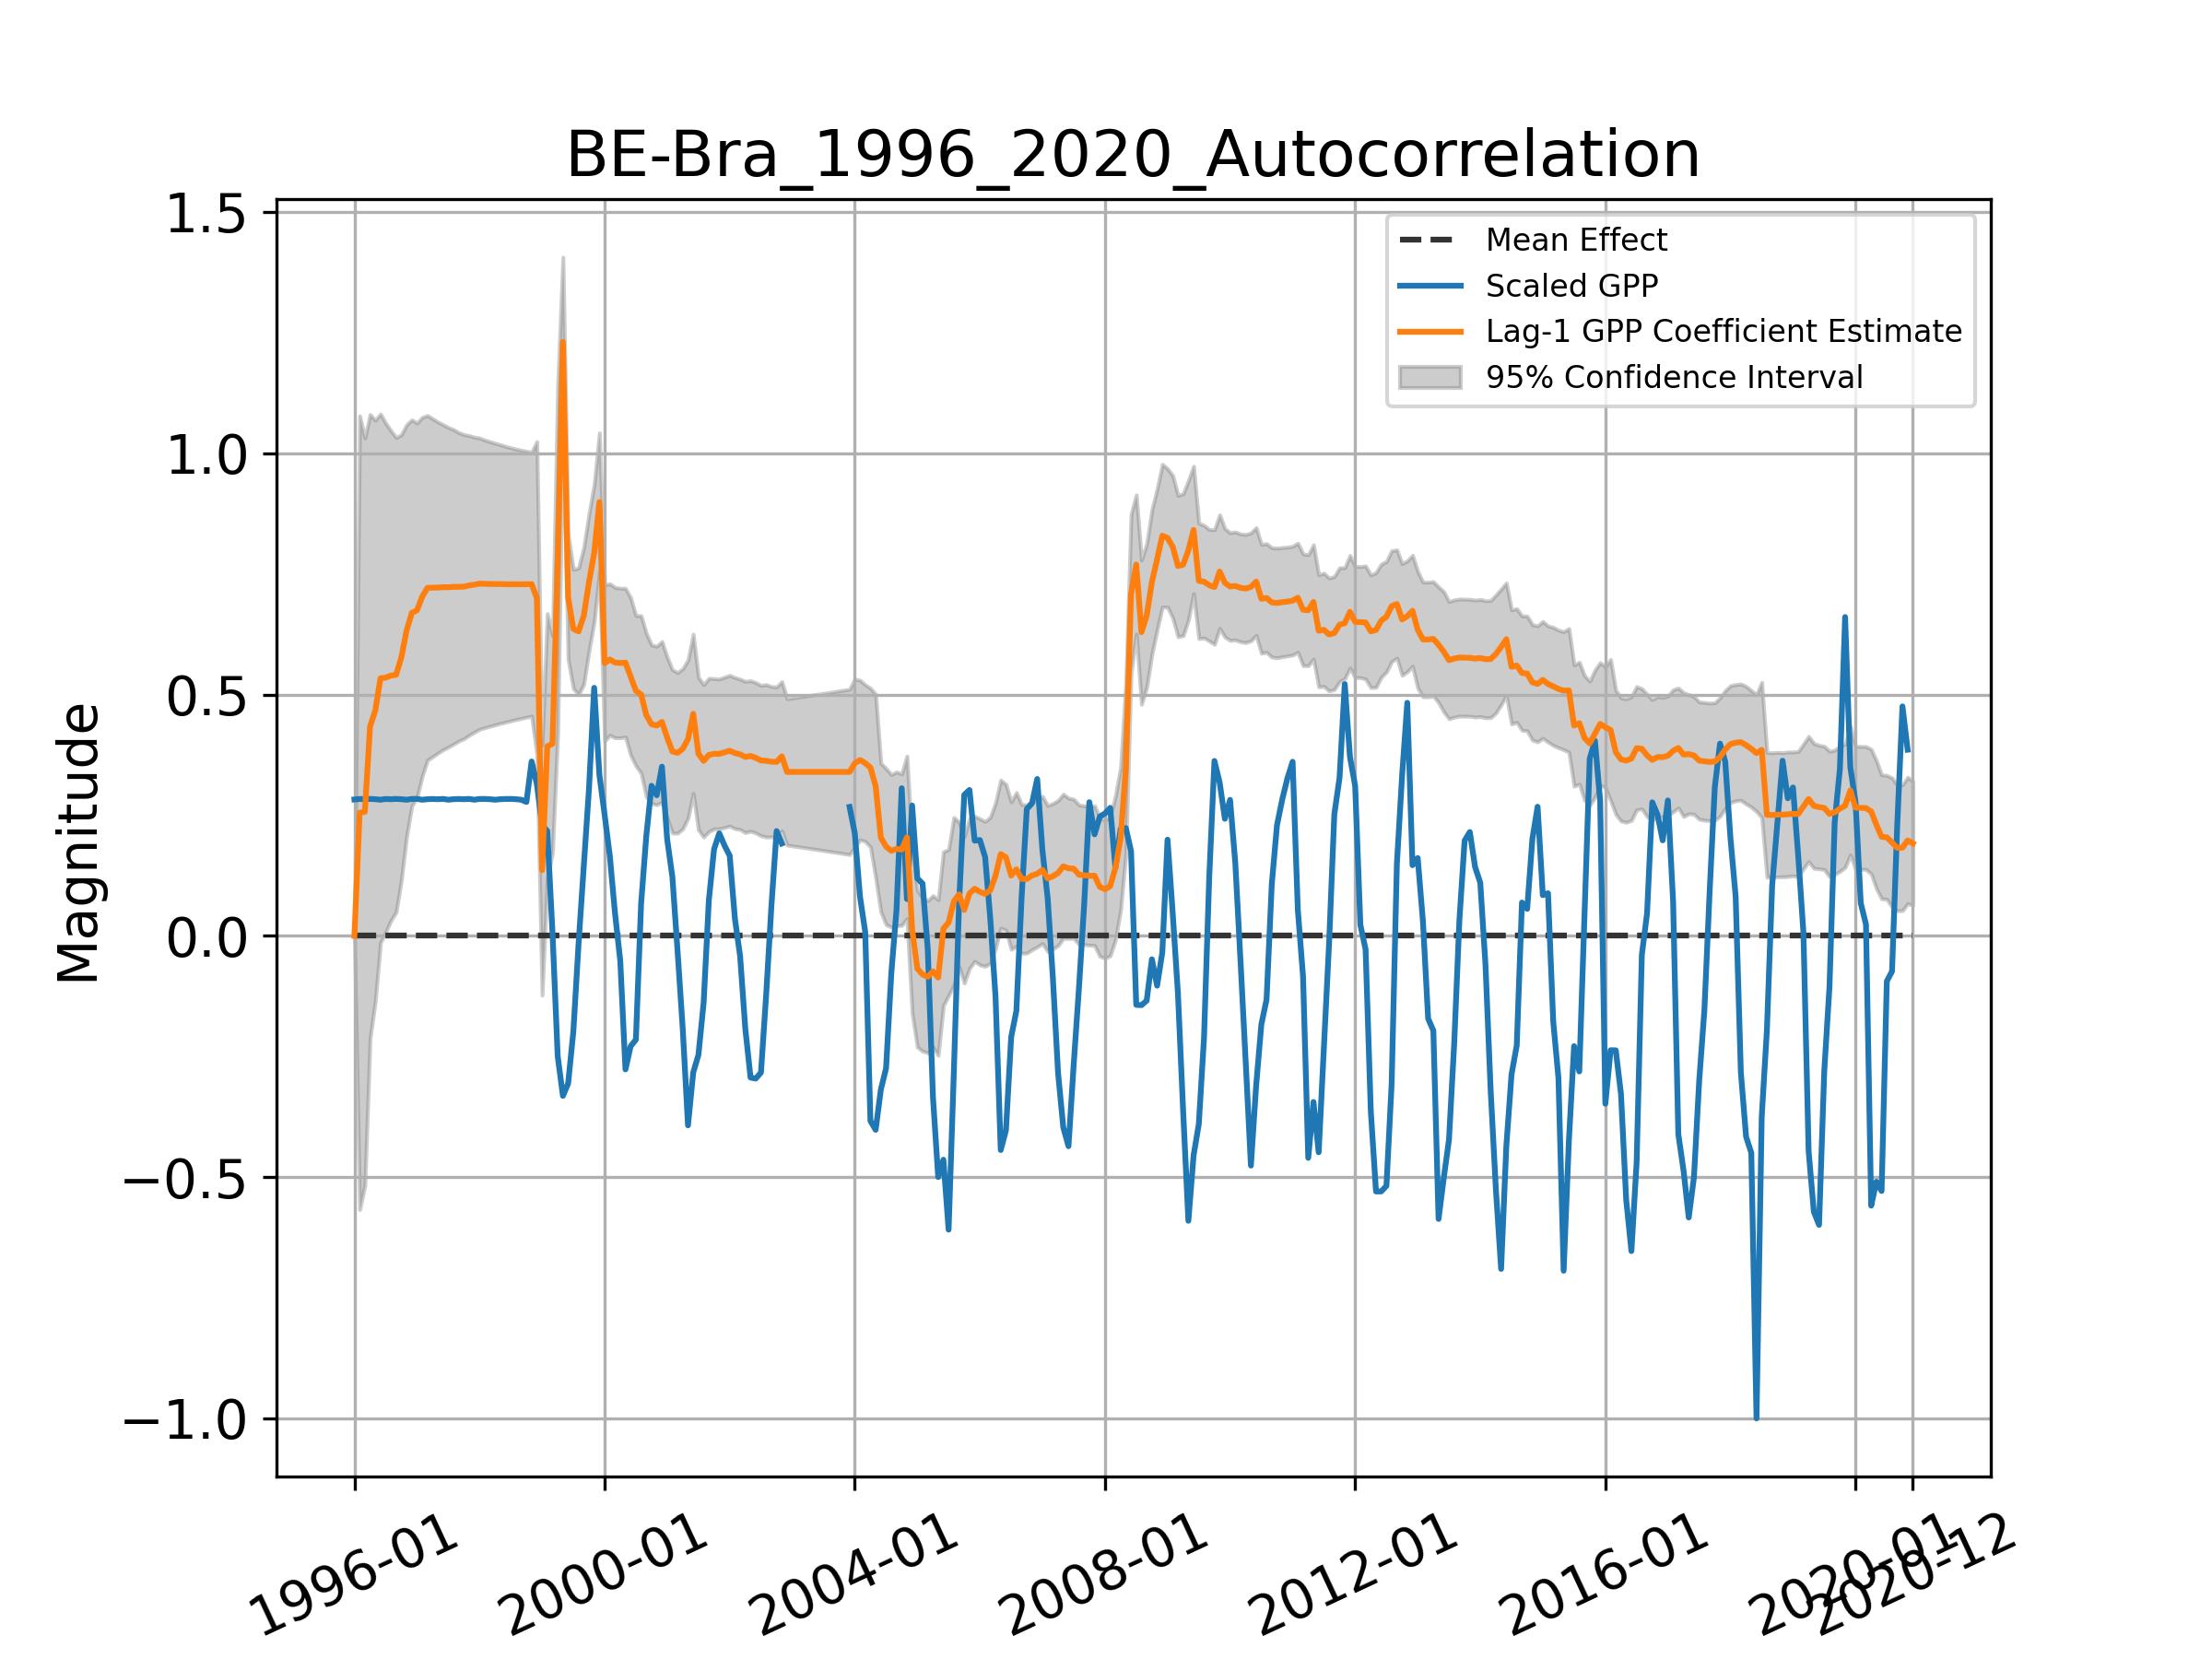 BE-Bra_1996_2020_Autocorrelation
Mean Effect
Scaled GPP
Lag-1 GPP Coefficient Estimate
95% Confidence Interval
Magnitude
1.5
1.0
0.5
0.0
−0.5
−1.0
1996-01
2000-01
2004-01
2008-01
2012-01
2016-01
2020-01
2020-12